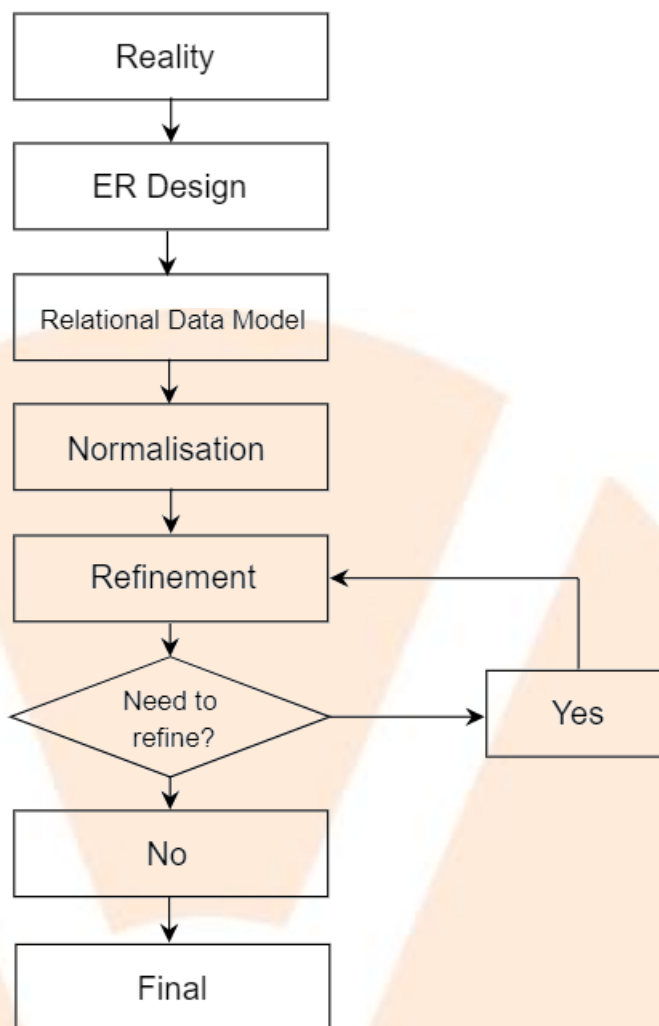 Reality
ER Design
Relational Data Model
Normalisation
Refinement
Need to
refine?
Yes
No
Final